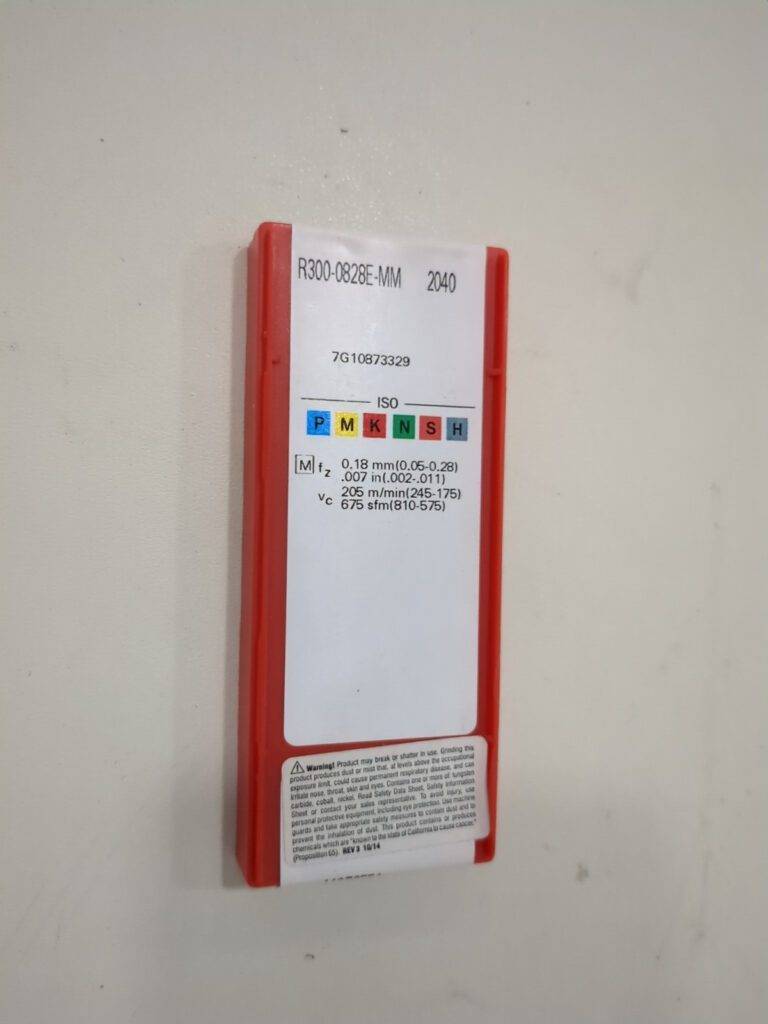 R300-0828E-MM 2040
7G10873329
ISO
P M K N S H
M fz 0.18 mm(0.05-0.28)
.007 in(.002-.011)
vc 205 m/min(245-175)
675 sfm(810-575)
⚠ Warning! Product may break or shatter in use. Grinding this
product produces dust or mist that, at levels above the occupational
exposure limit, could cause permanent respiratory disease, and can
irritate nose, throat, skin and eyes. Contains one or more of tungsten
carbide, cobalt, nickel. Read Safety Data Sheet, Safety Information
Sheet or contact your sales representative. To avoid injury, use
personal protective equipment, including eye protection. Use machine
guards and take appropriate safety measures to contain dust and to
prevent the inhalation of dust. This product contains or produces
chemicals which are "known to the state of California to cause cancer."
(Proposition 65). REV 3 10/14